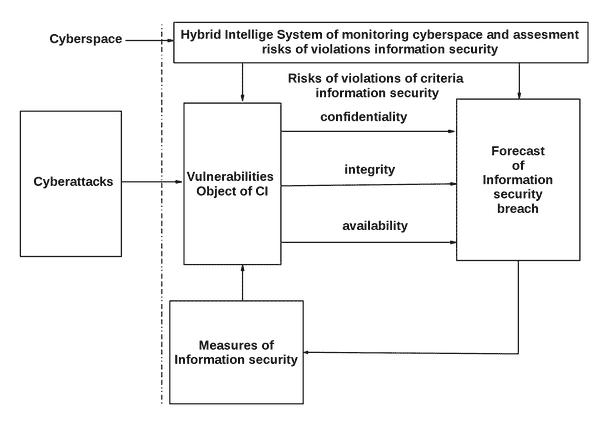 Cyberspace
Hybrid Intellige System of monitoring cyberspace and assesment
risks of violations information security
Risks of violations of criteria
information security
confidentiality
Cyberattacks
Vulnerabilities
Object of CI
integrity
availability
Forecast
of
Information
security
breach
Measures of
Information security